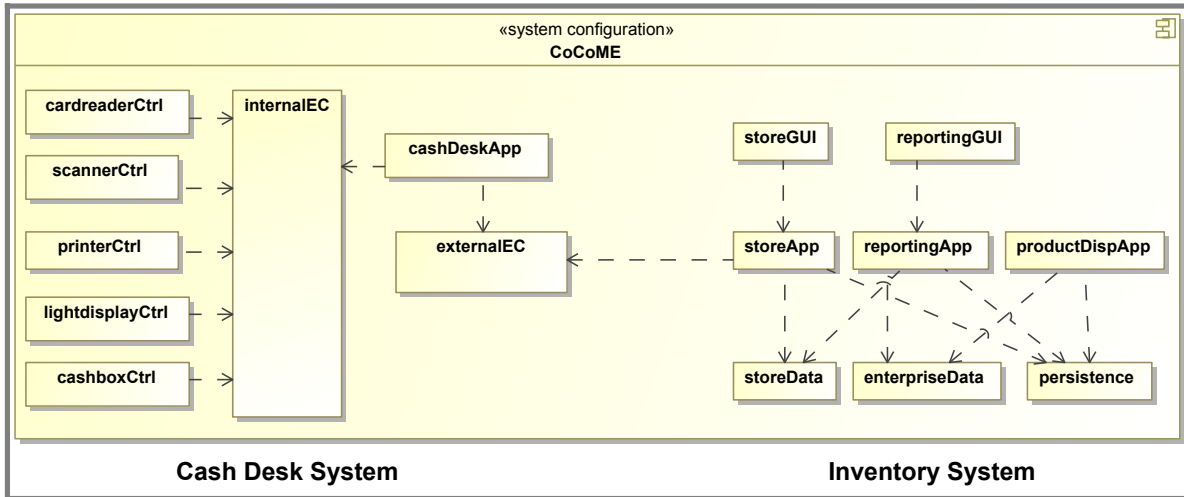 «system configuration»
CoCoME
cardreaderCtrl
internalEC
scannerCtrl
cashDeskApp
storeGUI
reportingGUI
printerCtrl
externalEC
storeApp
reportingApp
productDispApp
lightdisplayCtrl
cashboxCtrl
storeData
enterpriseData
persistence
Cash Desk System
Inventory System